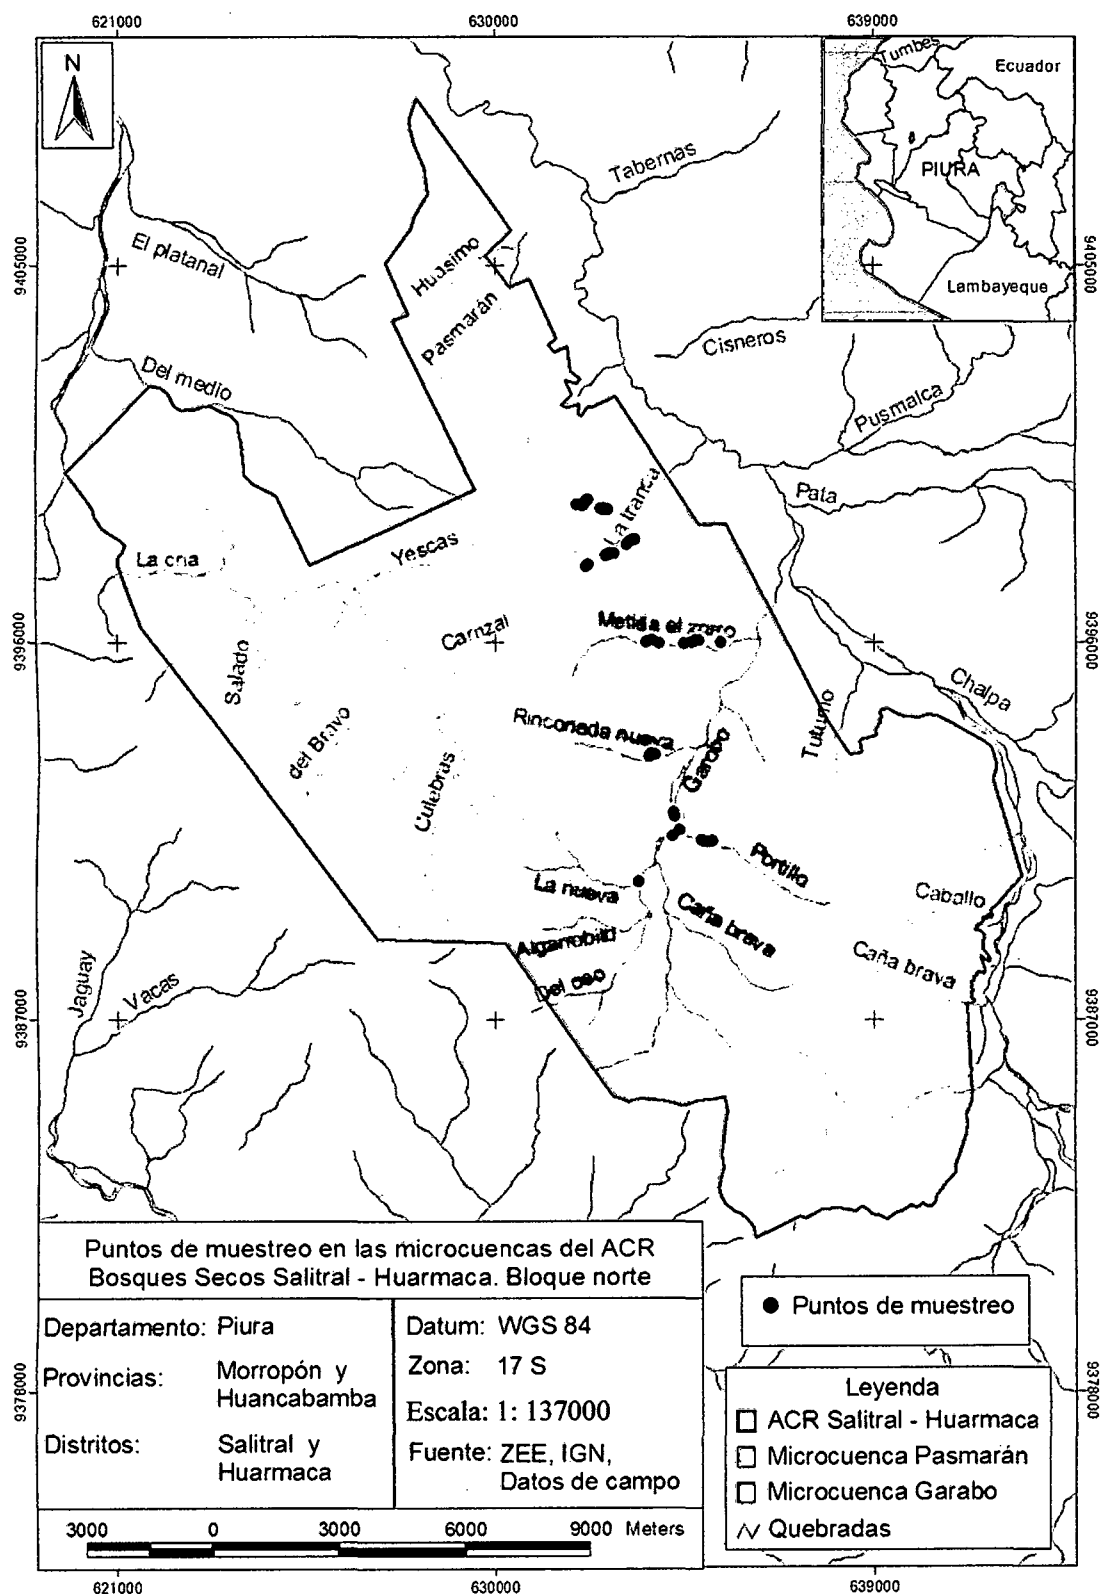 621000
630000
639000
N
Tumbes
Ecuador
PIURA
Lambayeque
Tabernas
El platanal
Huasimo
Pasmarán
9405000
9405000
Cisneros
Del medio
Pusmalca
Pata
La tranca
Yescas
La cria
Carrizal
9396000
9396000
Salado
Chalpa
Rinconada nueva
Tutumo
del Bravo
Garabo
Culebras
Portillo
La nueva
Caballo
Caña brava
Algarrobito
Caña brava
Jaguay
Vacas
Del oso
9387000
9387000
Puntos de muestreo en las microcuencas del ACR
Bosques Secos Salitral - Huarmaca. Bloque norte
Puntos de muestreo
Departamento: Piura
Provincias: Morropón y
Huancabamba
Distritos: Salitral y
Huarmaca
Datum: WGS 84
Zona: 17 S
Escala: 1: 137000
Fuente: ZEE, IGN,
Datos de campo
Leyenda
ACR Salitral - Huarmaca
Microcuenca Pasmarán
Microcuenca Garabo
Quebradas
9378000
9378000
3000 0 3000 6000 9000 Meters
621000
630000
639000